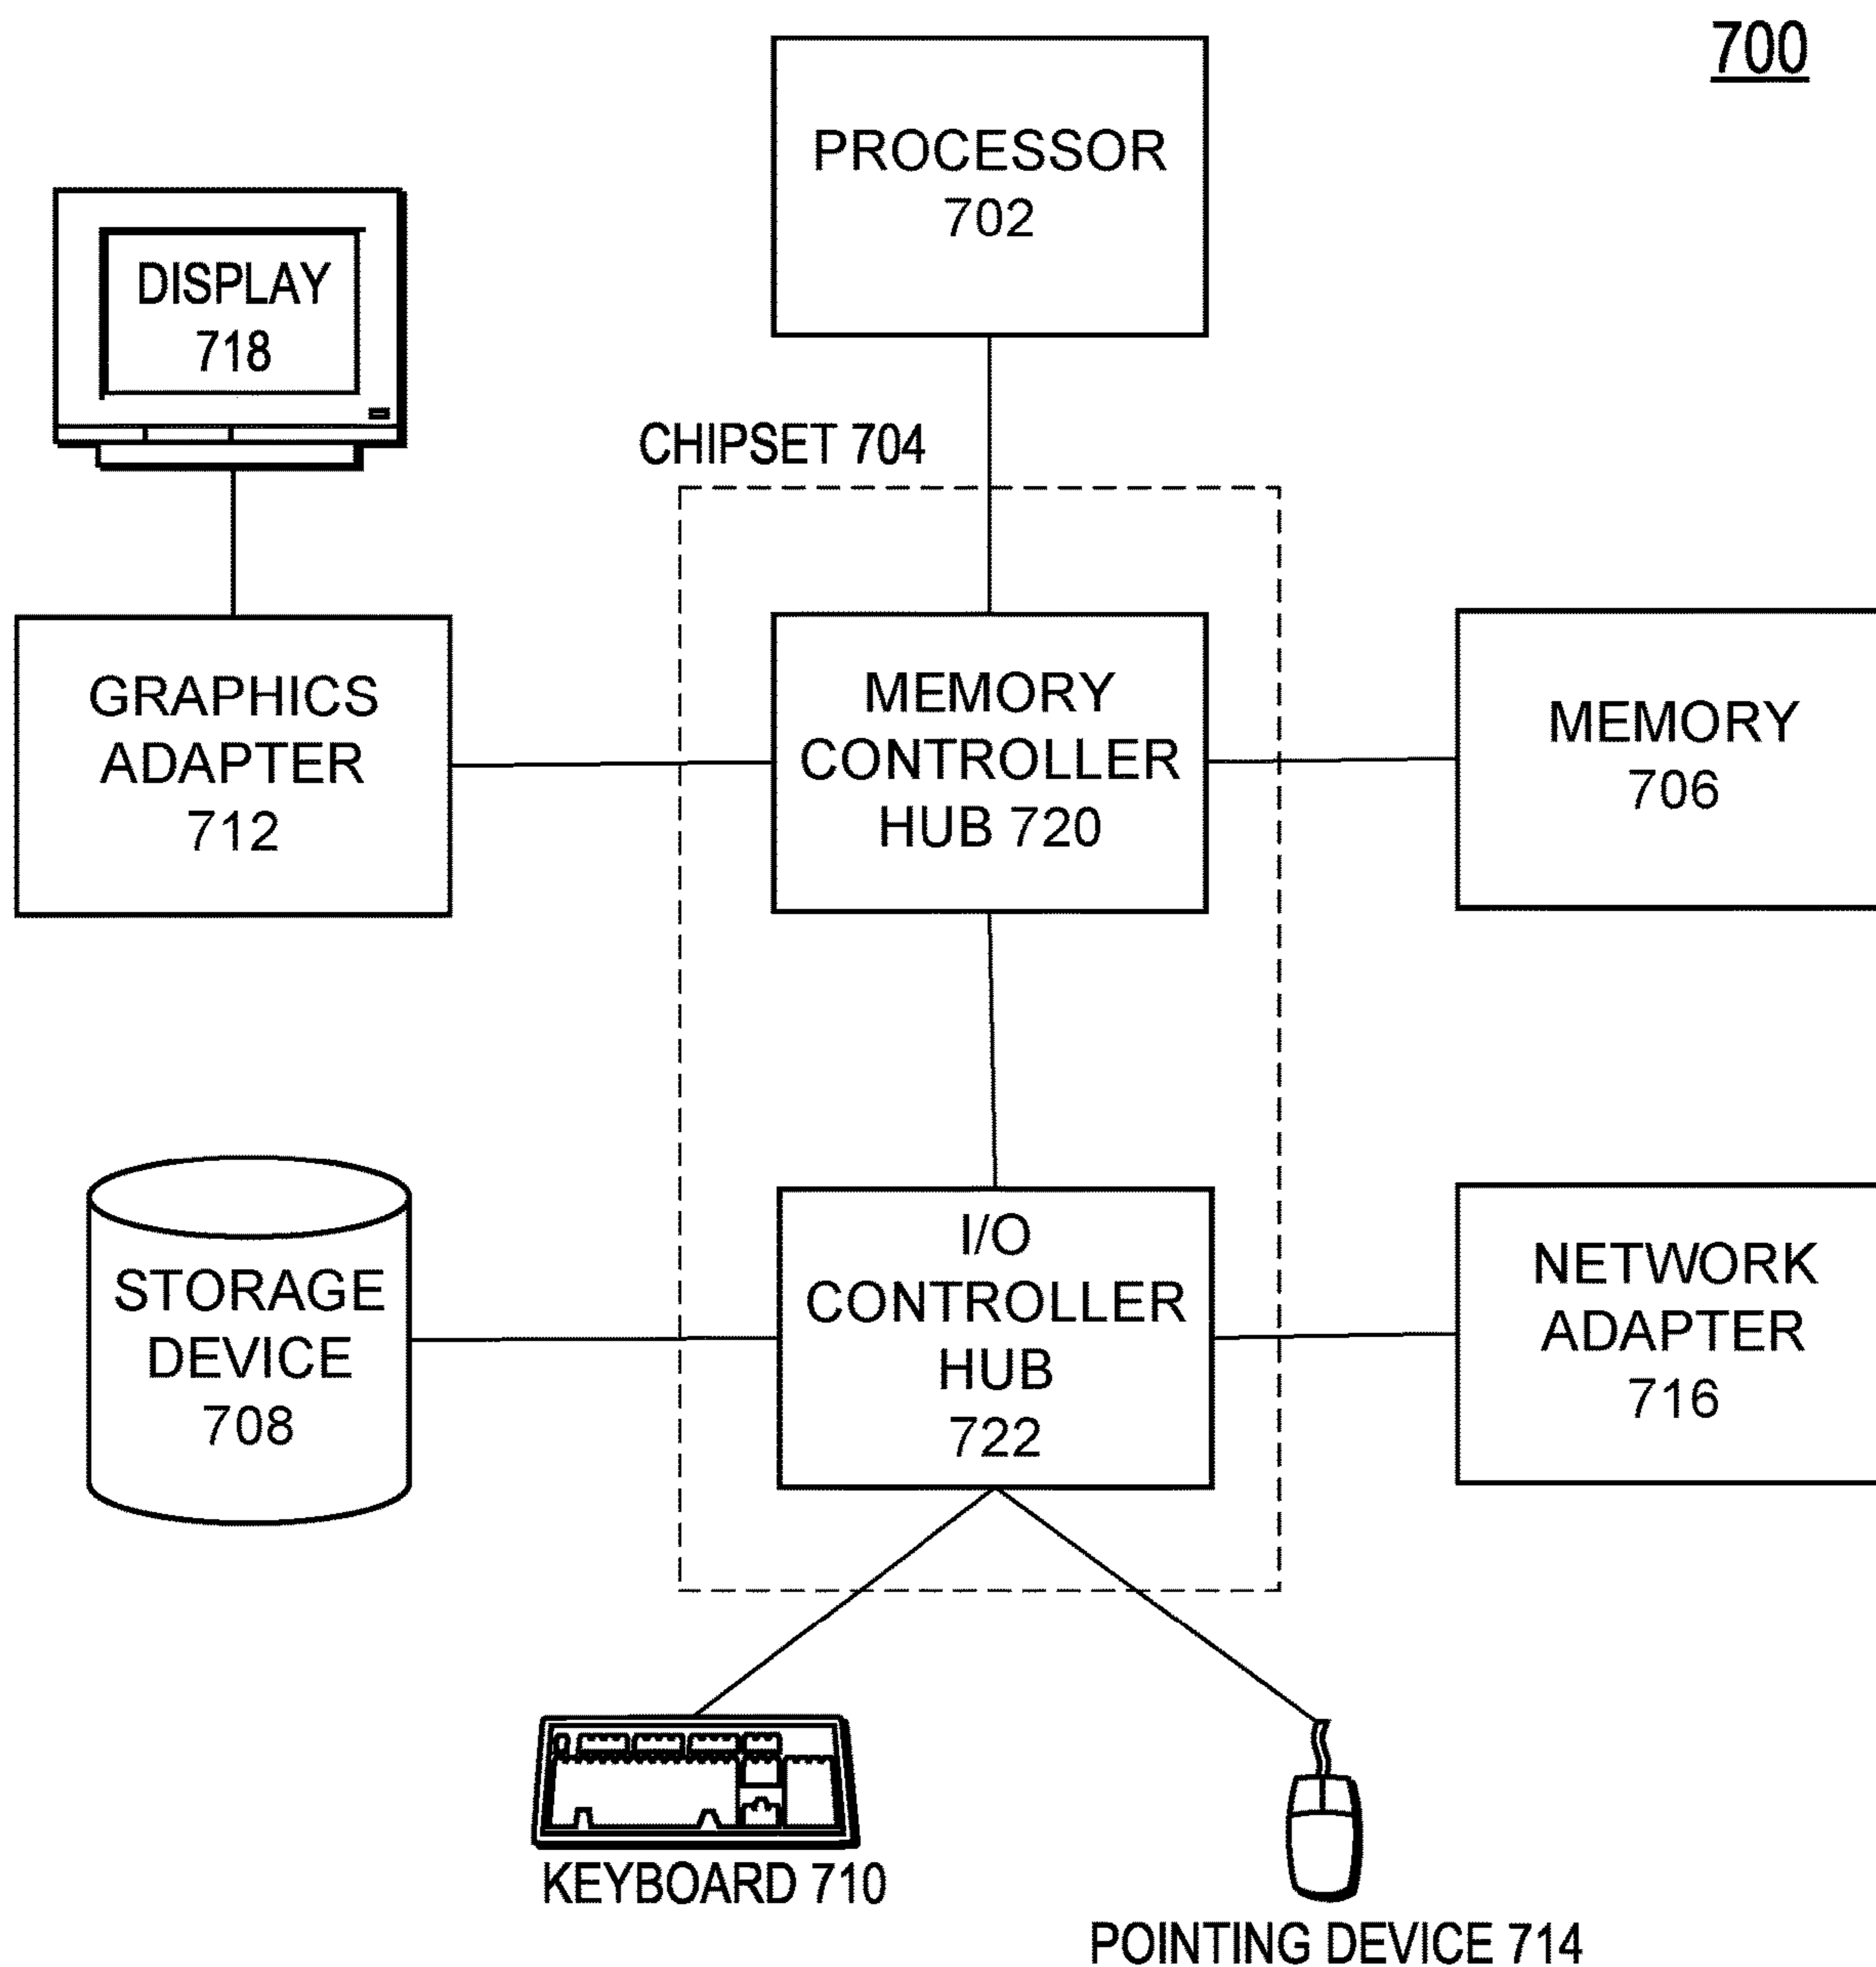 700
PROCESSOR
702
DISPLAY
718
CHIPSET 704
GRAPHICS
ADAPTER
712
MEMORY
CONTROLLER
HUB 720
MEMORY
706
STORAGE
DEVICE
708
I/O
CONTROLLER
HUB
722
NETWORK
ADAPTER
716
KEYBOARD 710
POINTING DEVICE 714